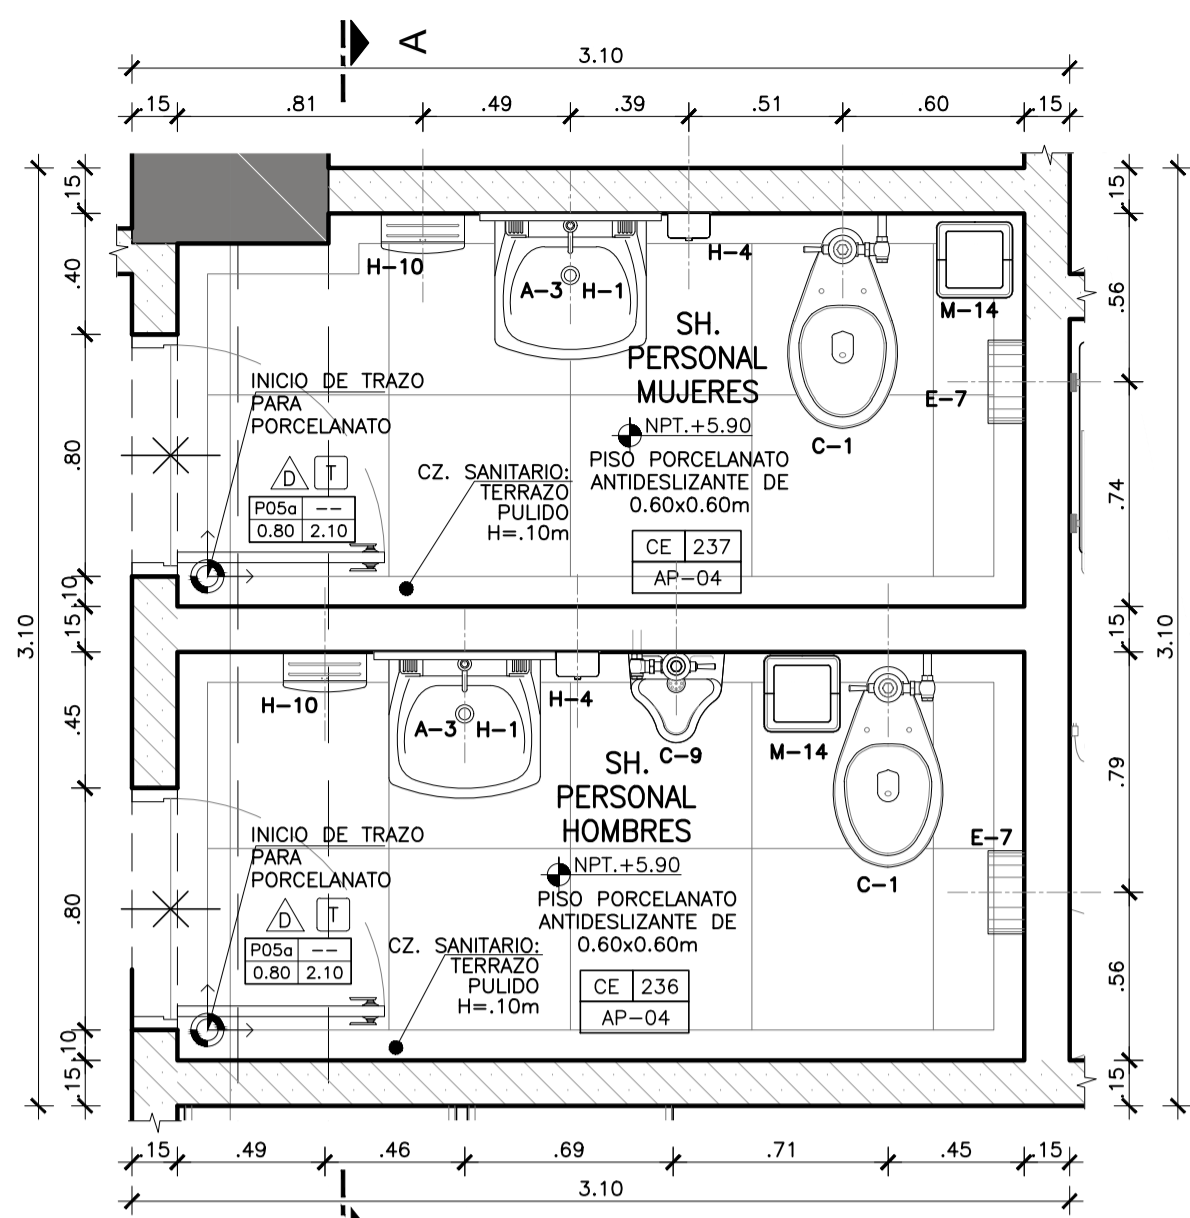 A
3.10
.15 .81 .49 .39 .51 .60 .15
.15
.40
.80
.10
.15
.45
.80
.10
.15
3.10
.15
.56
.74
.15
.79
.56
.15
3.10
H-10
A-3 H-1
H-4
M-14
SH.
PERSONAL
MUJERES
E-7
C-1
INICIO DE TRAZO
PARA
PORCELANATO
NPT.+5.90
PISO PORCELANATO
ANTIDESLIZANTE DE
0.60x0.60m
CZ. SANITARIO:
TERRAZO
PULIDO
H=.10m
D T
P05a --
0.80 2.10
CE 237
AP-04
H-10
A-3 H-1
H-4
C-9
M-14
SH.
PERSONAL
HOMBRES
E-7
C-1
INICIO DE TRAZO
PARA
PORCELANATO
NPT.+5.90
PISO PORCELANATO
ANTIDESLIZANTE DE
0.60x0.60m
CZ. SANITARIO:
TERRAZO
PULIDO
H=.10m
D T
P05a --
0.80 2.10
CE 236
AP-04
.15 .49 .46 .69 .71 .45 .15
3.10